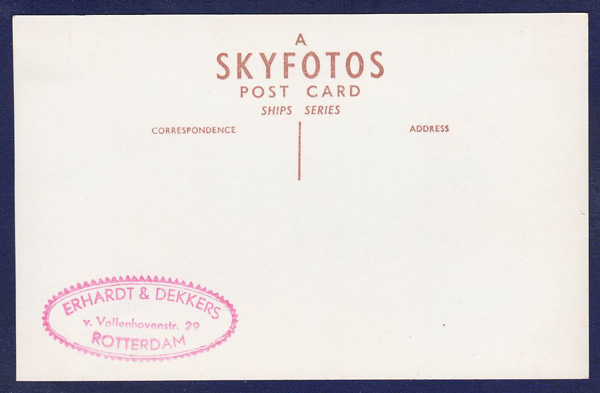 A
SKYFOTOS
POST CARD
SHIPS SERIES
CORRESPONDENCE
ADDRESS
ERHARDT & DEKKERS
v. Vollenhovenstr. 29
ROTTERDAM